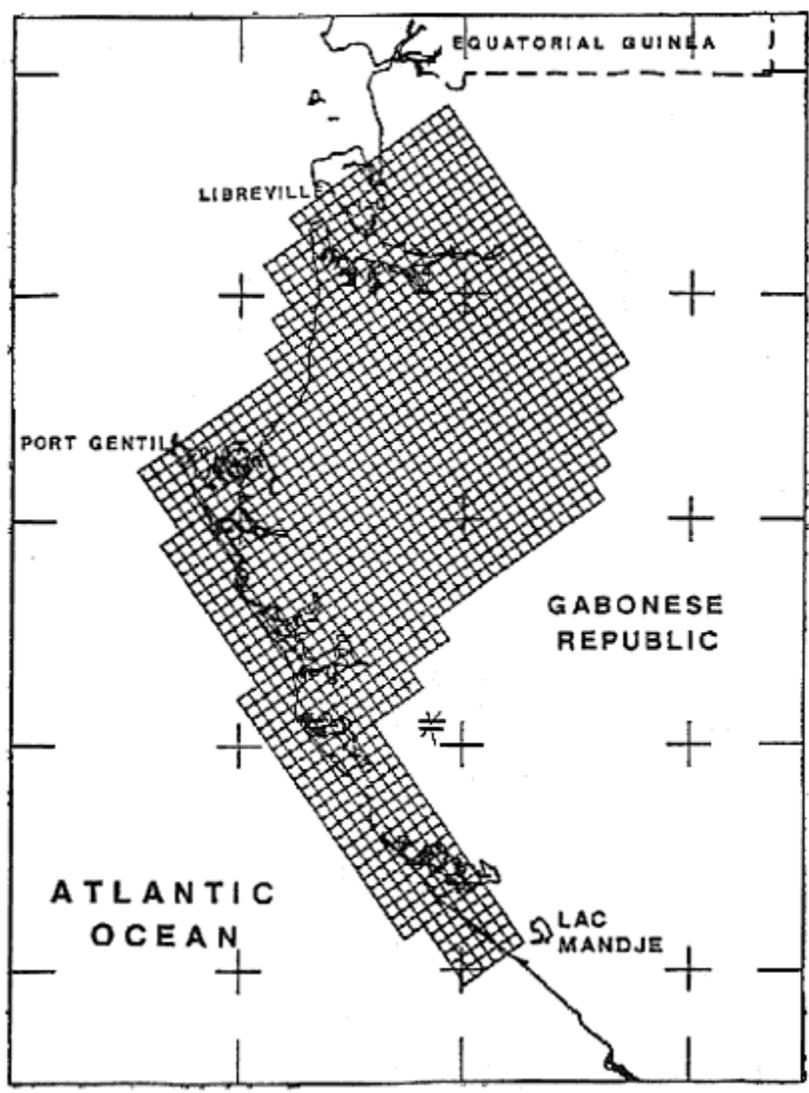 EQUATORIAL GUINEA
LIBREVILLE
PORT GENTIL
GABONESE
REPUBLIC
ATLANTIC
OCEAN
LAC
MANDJE